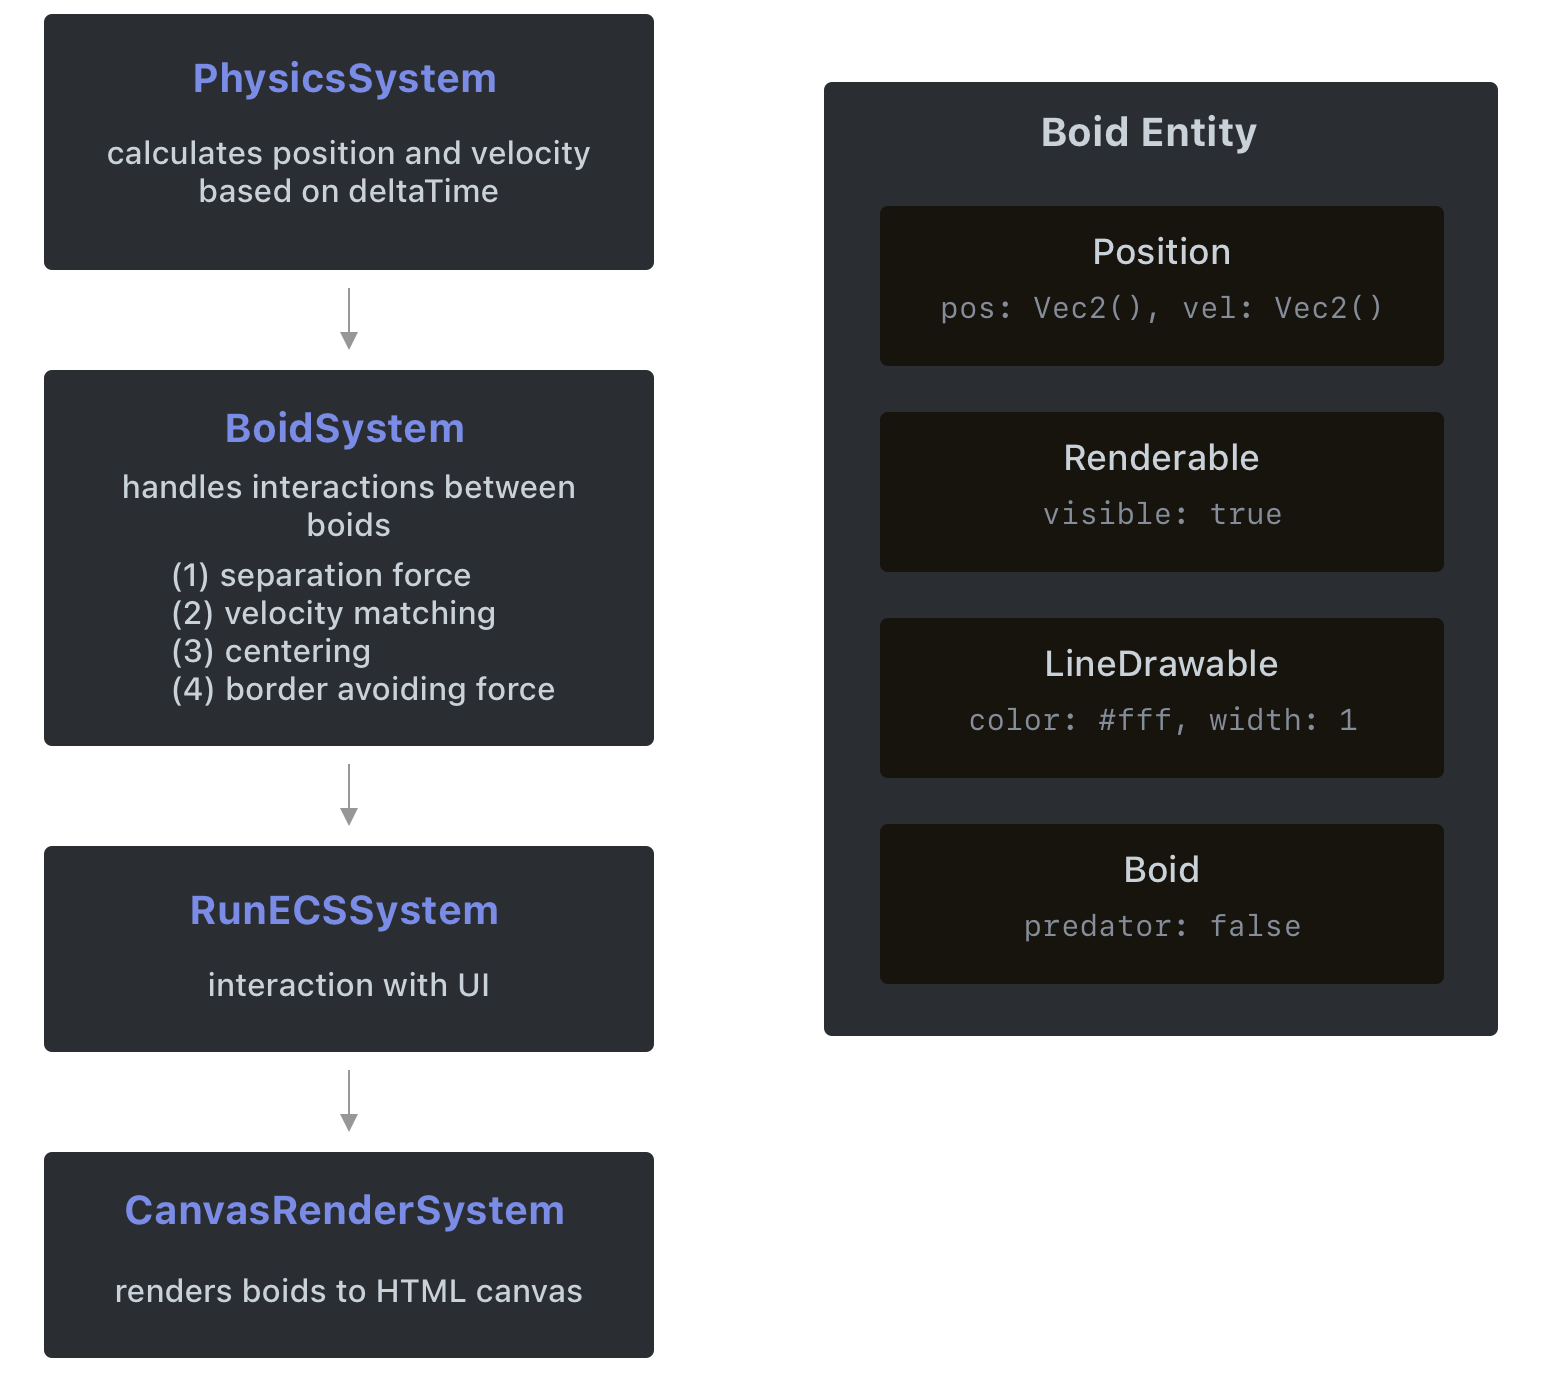 PhysicsSystem
calculates position and velocity
based on deltaTime
BoidSystem
handles interactions between
boids
(1) separation force
(2) velocity matching
(3) centering
(4) border avoiding force
RunECSSystem
interaction with UI
CanvasRenderSystem
renders boids to HTML canvas
Boid Entity
Position
pos: Vec2(), vel: Vec2()
Renderable
visible: true
LineDrawable
color: #fff, width: 1
Boid
predator: false